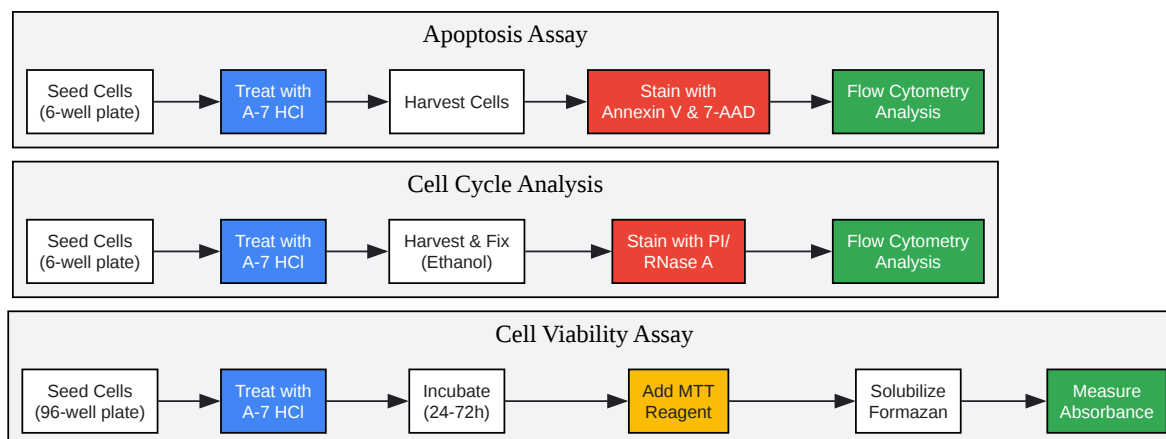 Apoptosis Assay
Seed Cells
(6-well plate)
Treat with
A-7 HCl
Harvest Cells
Stain with
Annexin V & 7-AAD
Flow Cytometry
Analysis
Cell Cycle Analysis
Seed Cells
(6-well plate)
Treat with
A-7 HCl
Harvest & Fix
(Ethanol)
Stain with PI/
RNase A
Flow Cytometry
Analysis
Cell Viability Assay
Seed Cells
(96-well plate)
Treat with
A-7 HCl
Incubate
(24-72h)
Add MTT
Reagent
Solubilize
Formazan
Measure
Absorbance